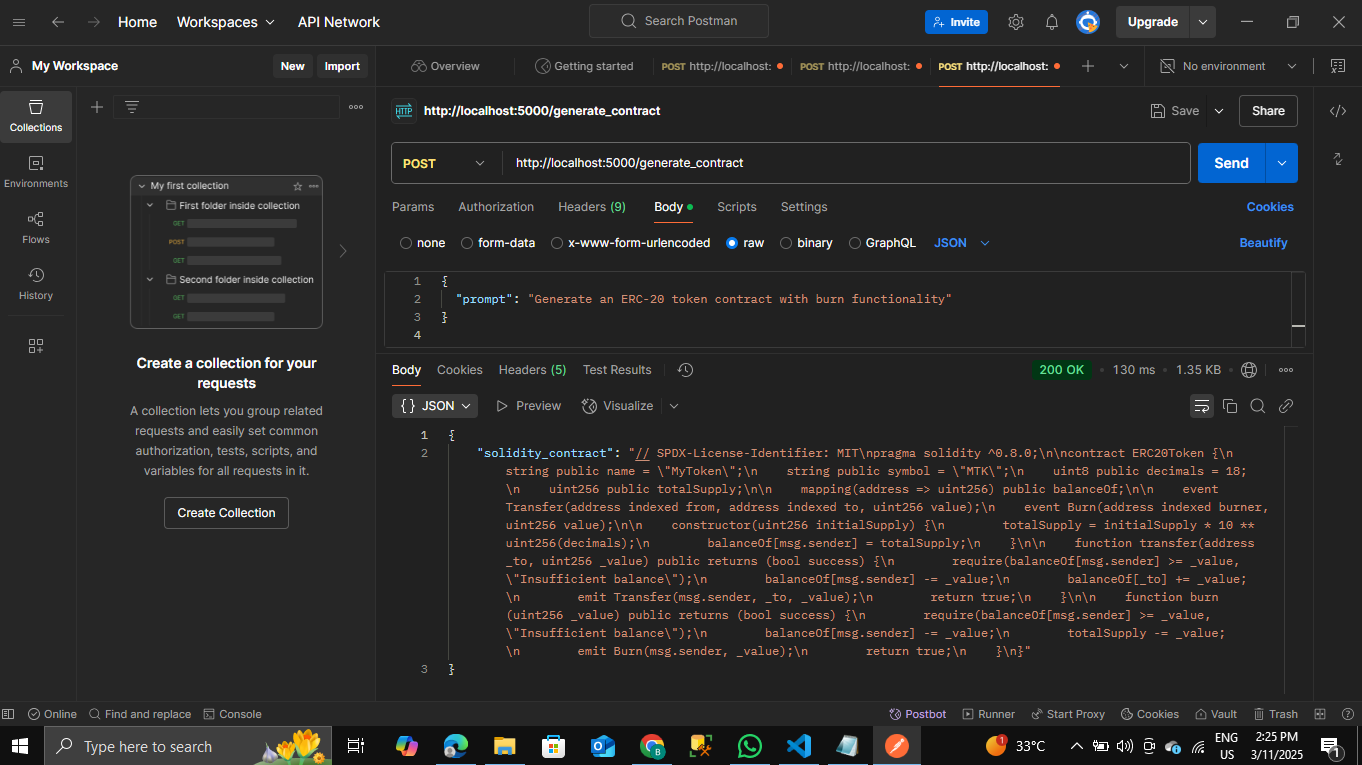 Home Workspaces API Network Search Postman Invite Upgrade
My Workspace New Import Overview Getting started POST http://localhost: POST http://localhost: POST http://localhost: No environment
Collections
Environments
Flows
History
My first collection
First folder inside collection
GET
POST
GET
Second folder inside collection
GET
GET
Create a collection for your
requests
A collection lets you group related
requests and easily set common
authorization, tests, scripts, and
variables for all requests in it.
Create Collection
HTTP http://localhost:5000/generate_contract Save Share
POST http://localhost:5000/generate_contract Send
Params Authorization Headers (9) Body Scripts Settings Cookies
none form-data x-www-form-urlencoded raw binary GraphQL JSON Beautify
1 {
2 "prompt": "Generate an ERC-20 token contract with burn functionality"
3 }
4
Body Cookies Headers (5) Test Results 200 OK • 130 ms • 1.35 KB
{} JSON Preview Visualize
1 {
2 "solidity_contract": "// SPDX-License-Identifier: MIT\npragma solidity ^0.8.0;\n\ncontract ERC20Token {\n
string public name = \"MyToken\";\n    string public symbol = \"MTK\";\n    uint8 public decimals = 18;
\n    uint256 public totalSupply;\n\n    mapping(address => uint256) public balanceOf;\n\n    event
Transfer(address indexed from, address indexed to, uint256 value);\n    event Burn(address indexed burner,
uint256 value);\n\n    constructor(uint256 initialSupply) {\n        totalSupply = initialSupply * 10 **
uint256(decimals);\n        balanceOf[msg.sender] = totalSupply;\n    }\n\n    function transfer(address
_to, uint256 _value) public returns (bool success) {\n        require(balanceOf[msg.sender] >= _value,
\"Insufficient balance\");\n        balanceOf[msg.sender] -= _value;\n        balanceOf[_to] += _value;
\n        emit Transfer(msg.sender, _to, _value);\n        return true;\n    }\n\n    function burn
(uint256 _value) public returns (bool success) {\n        require(balanceOf[msg.sender] >= _value,
\"Insufficient balance\");\n        balanceOf[msg.sender] -= _value;\n        totalSupply -= _value;
\n        emit Burn(msg.sender, _value);\n        return true;\n    }\n}"
3 }
Online Find and replace Console Postbot Runner Start Proxy Cookies Vault Trash
Type here to search 1 33°C ENG 2:25 PM
US 3/11/2025 1